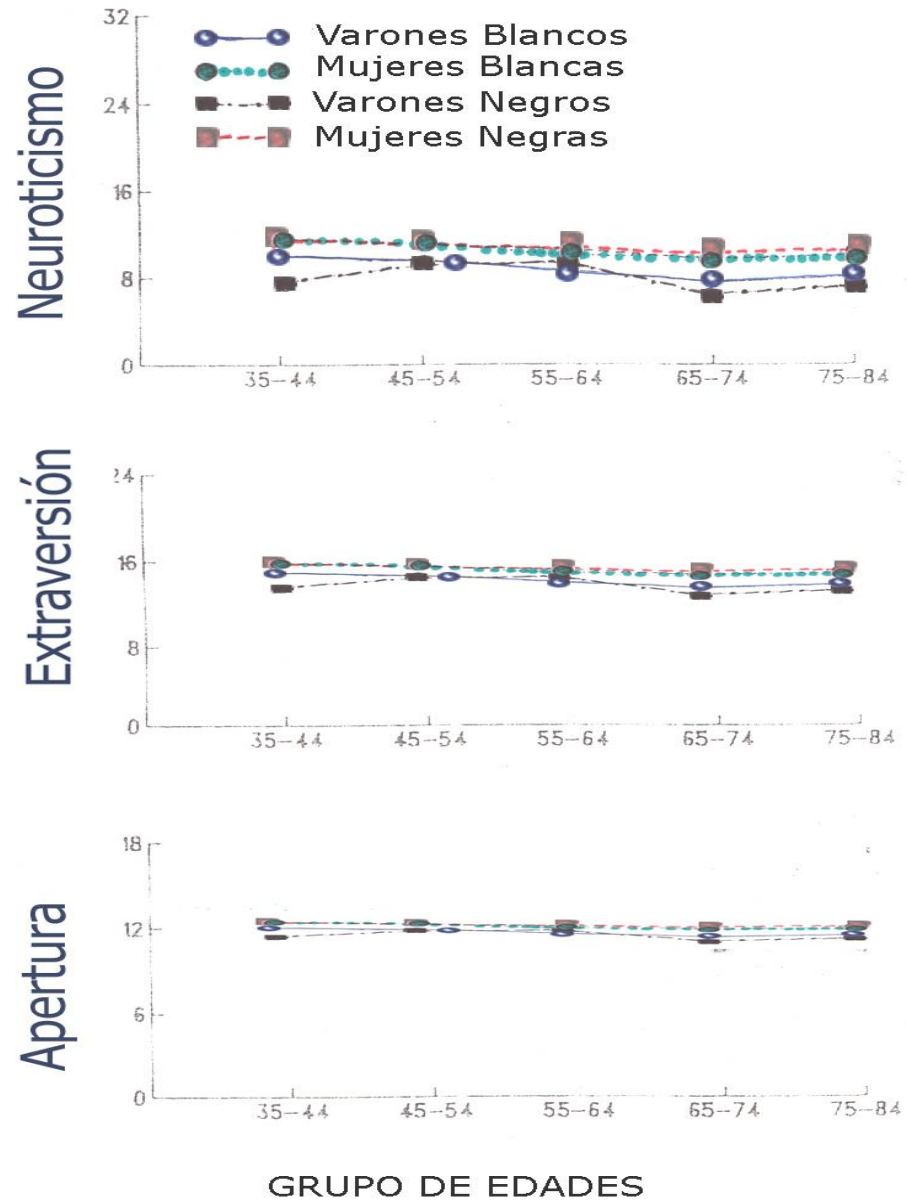 32
Varones Blancos
Mujeres Blancas
Varones Negros
Mujeres Negras
24
16
8
0
Neuroticismo
35-44 45-54 55-64 65-74 75-84
24
16
8
0
Extraversión
35-44 45-54 55-64 65-74 75-84
18
12
6
0
Apertura
35-44 45-54 55-64 65-74 75-84
GRUPO DE EDADES